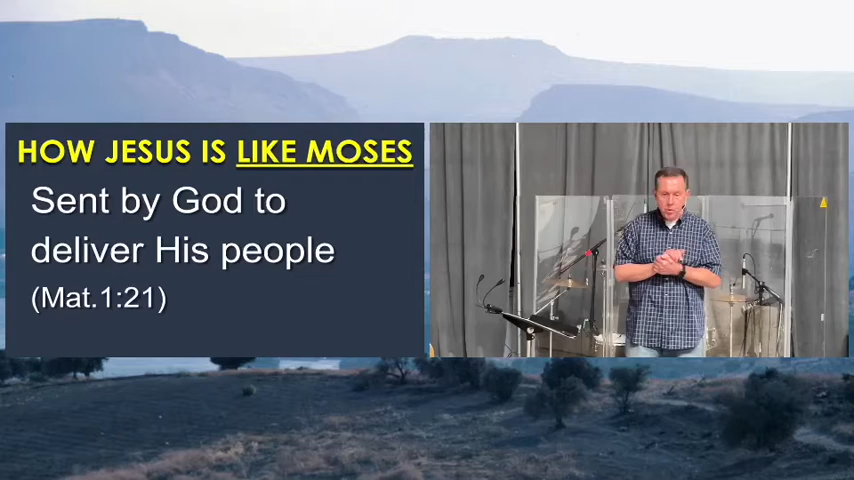 HOW JESUS IS LIKE MOSES
Sent by God to
deliver His people
(Mat.1:21)